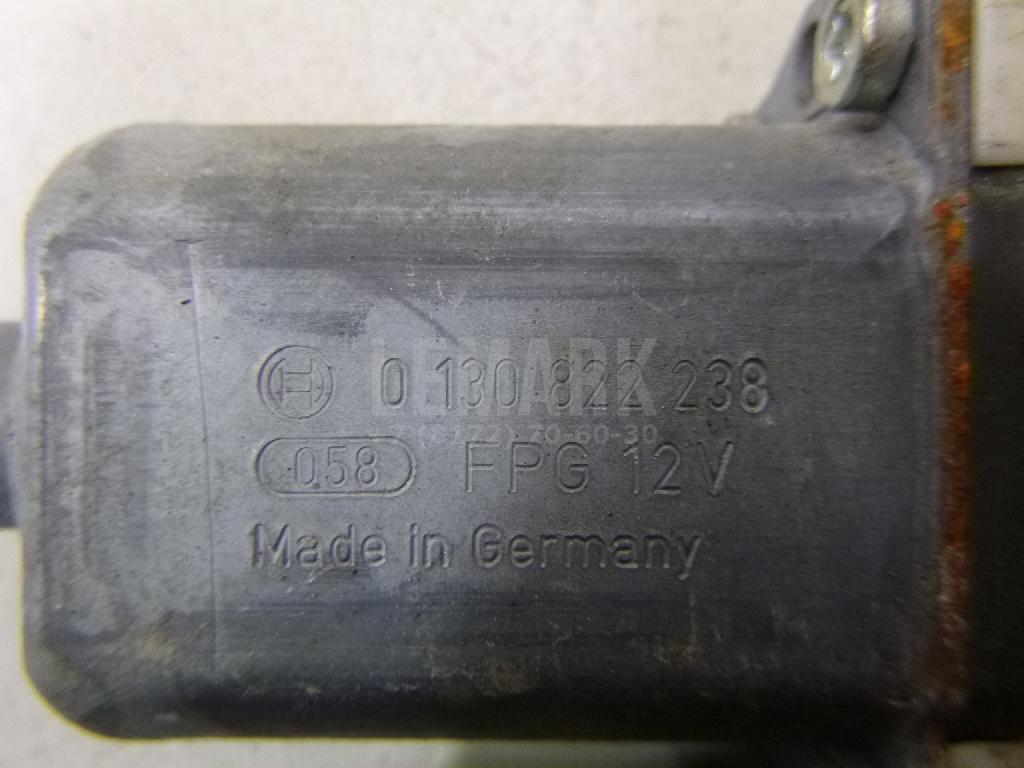 0 130 822 238
LEMARK
058 FPG 12V
Made in Germany